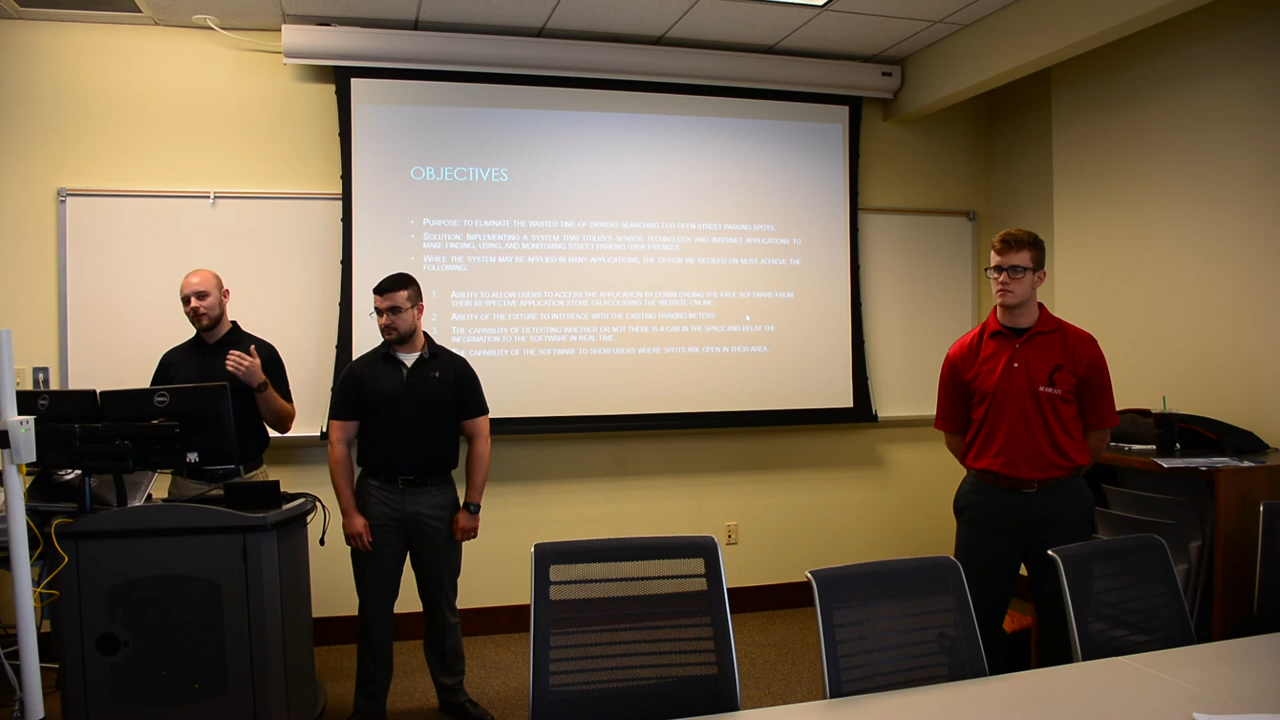 OBJECTIVES
• PURPOSE: TO ELIMINATE THE WASTED TIME OF DRIVERS SEARCHING FOR OPEN STREET PARKING SPOTS.
• SOLUTION: IMPLEMENTING A SYSTEM THAT UTILIZES SENSOR TECHNOLOGY AND INTERNET APPLICATIONS TO
MAKE FINDING, USING, AND MONITORING STREET PARKING USER FRIENDLY.
• WHILE THE SYSTEM MAY BE APPLIED IN MANY APPLICATIONS, THE DESIGN WE DECIDED ON MUST ACHIEVE THE
FOLLOWING:
1. ABILITY TO ALLOW USERS TO ACCESS THE APPLICATION BY DOWNLOADING THE FREE SOFTWARE FROM
THEIR RESPECTIVE APPLICATION STORE OR ACCESSING THE WEBSITE ONLINE.
2. ABILITY OF THE FIXTURE TO INTERFACE WITH THE EXISTING PARKING METERS
3. THE CAPABILITY OF DETECTING WHETHER OR NOT THERE IS A CAR IN THE SPACE AND RELAY THE
INFORMATION TO THE SOFTWARE IN REAL TIME.
THE CAPABILITY OF THE SOFTWARE TO SHOW USERS WHERE SPOTS ARE OPEN IN THEIR AREA.
DELL